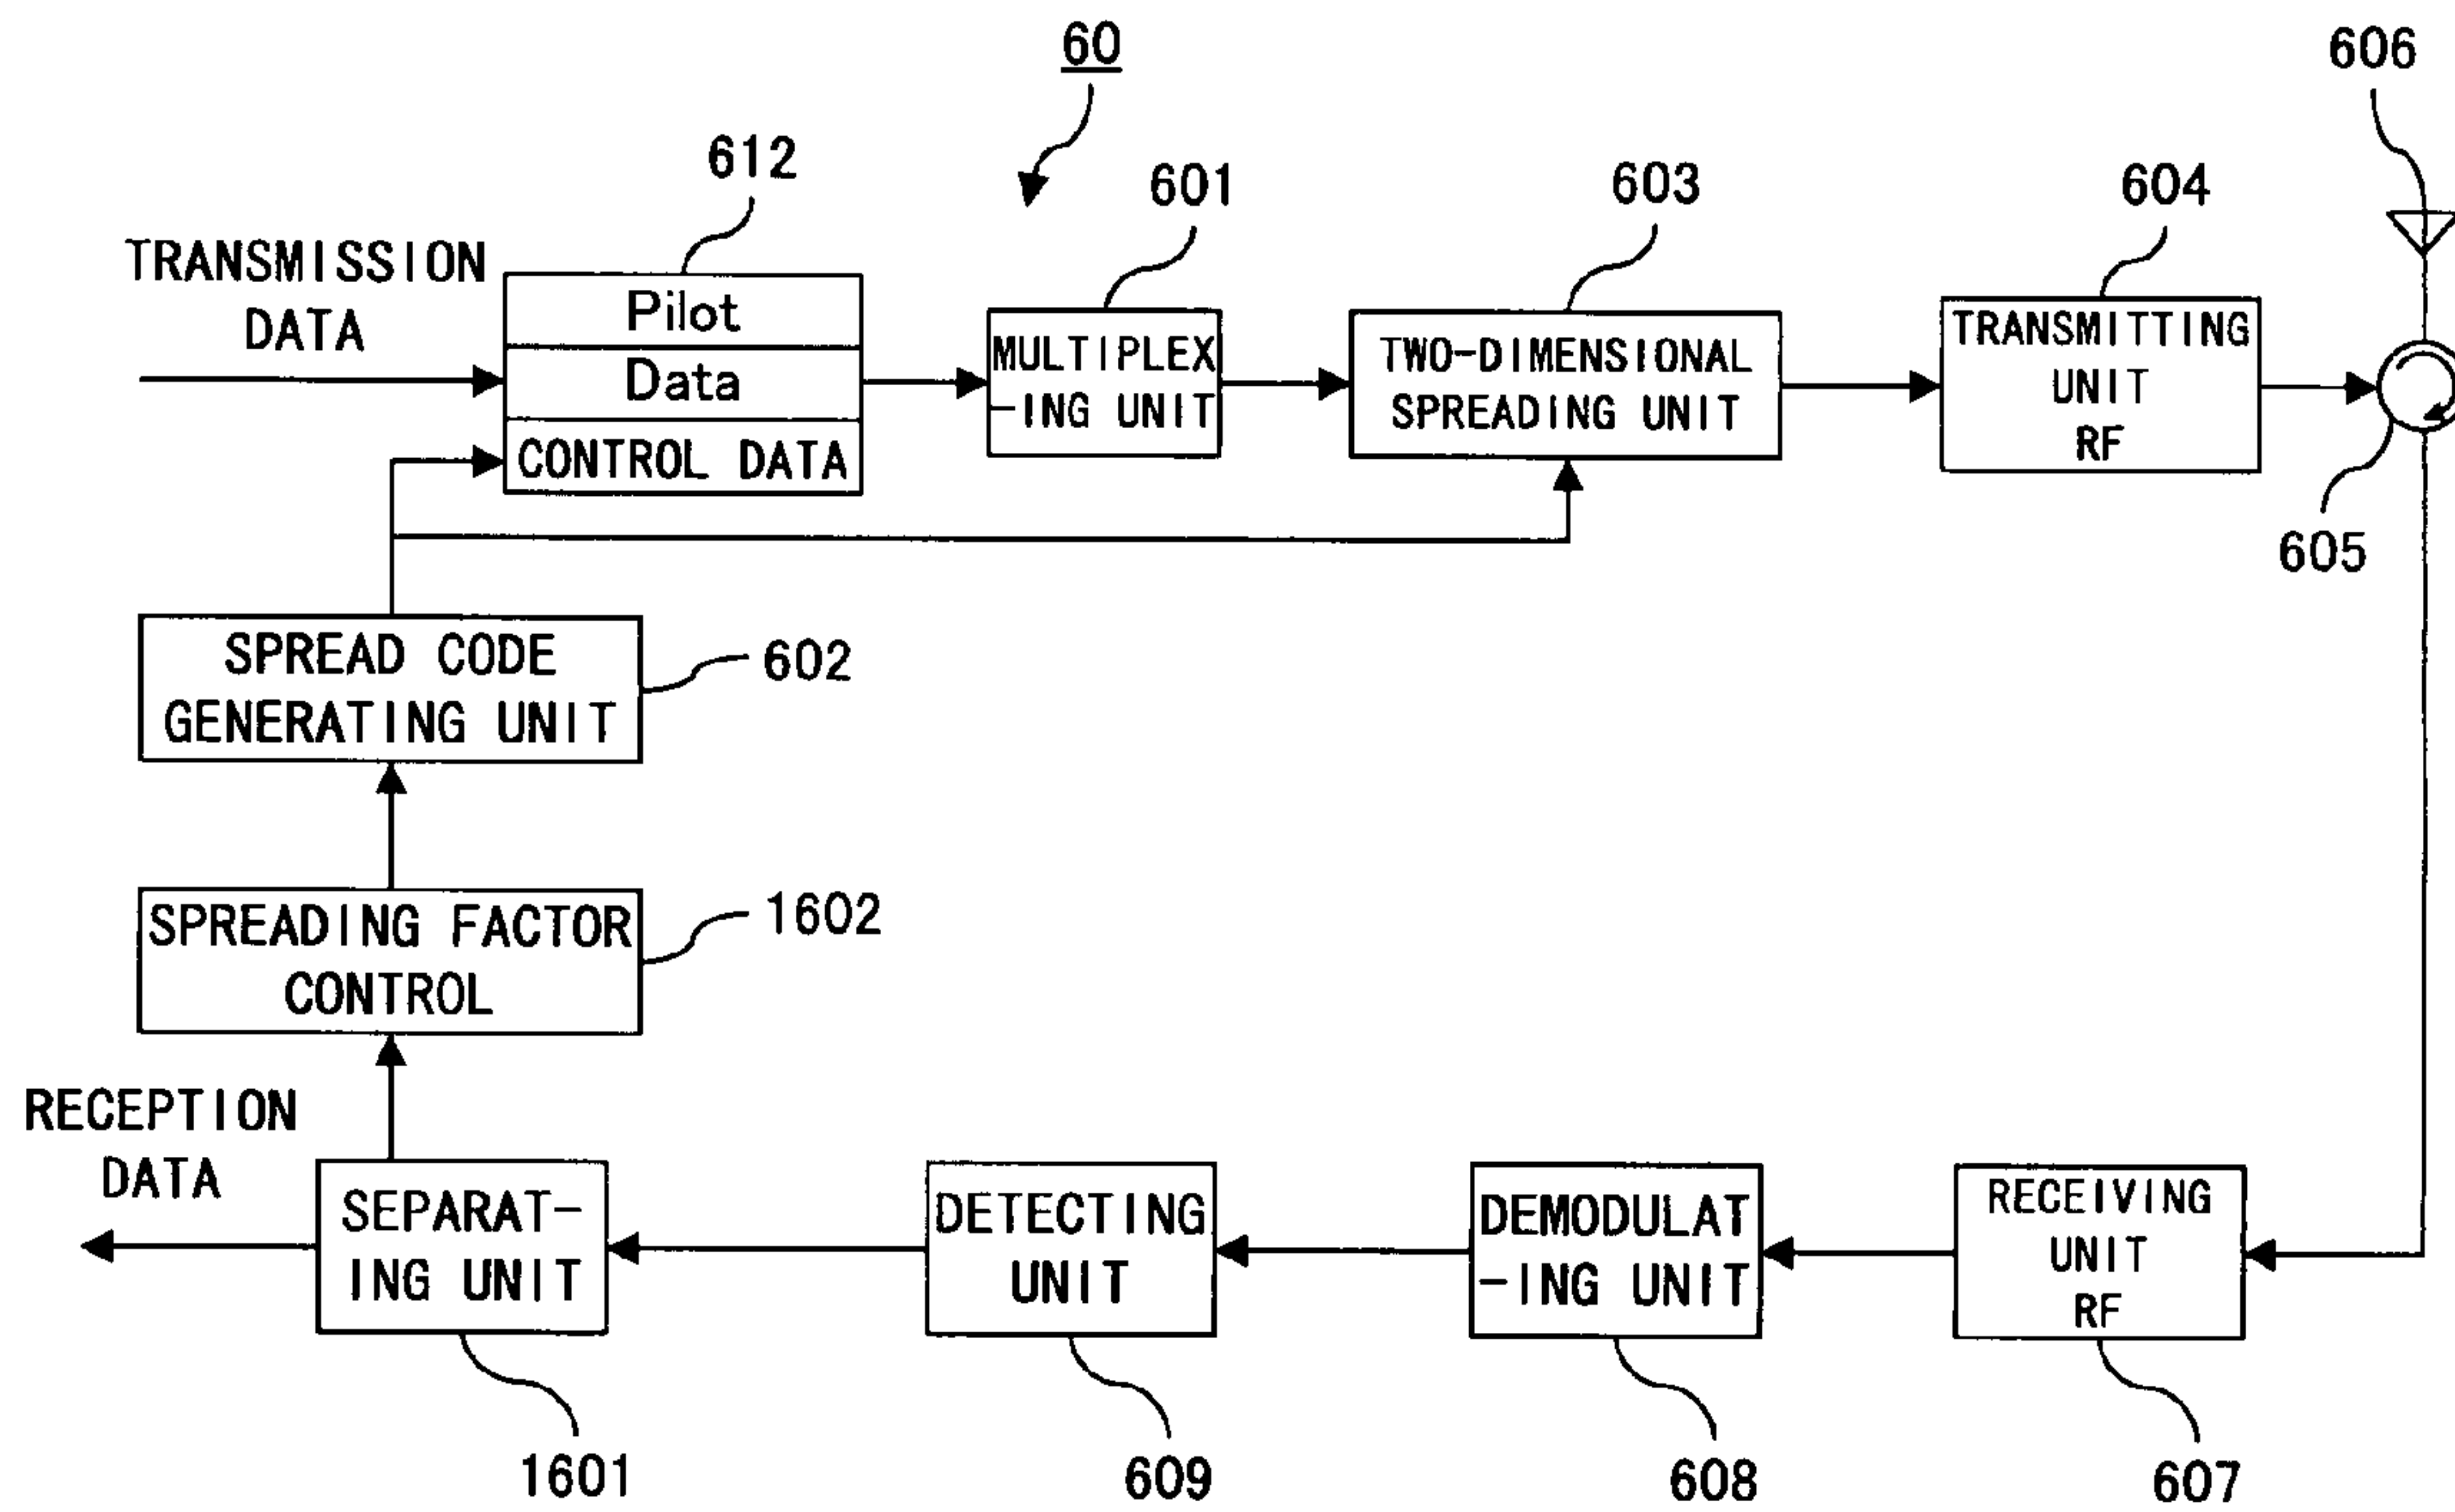 60
606
612
601
603
604
TRANSMISSION
DATA
Pilot
Data
CONTROL DATA
MULTIPLEX
-ING UNIT
TWO-DIMENSIONAL
SPREADING UNIT
TRANSMITTING
UNIT
RF
605
SPREAD CODE
GENERATING UNIT
602
SPREADING FACTOR
CONTROL
1602
RECEPTION
DATA
SEPARAT-
ING UNIT
DETECTING
UNIT
DEMODULAT
-ING UNIT
RECEIVING
UNIT
RF
1601
609
608
607